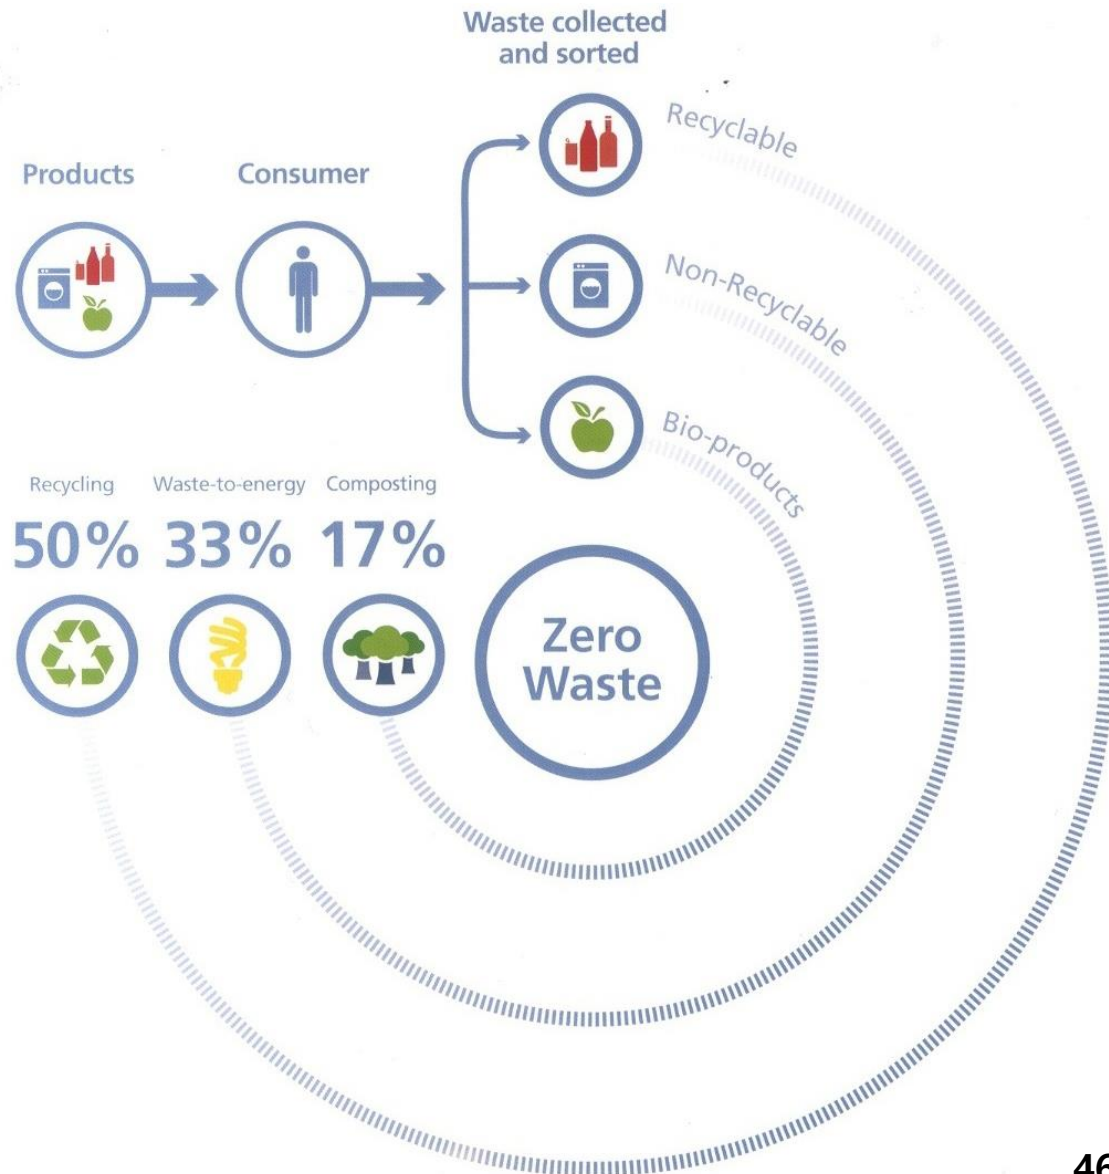 Waste collected
and sorted
Products
Consumer
Recyclable
Non-Recyclable
Bio-products
Recycling
50%
Waste-to-energy
33%
Composting
17%
Zero
Waste
46